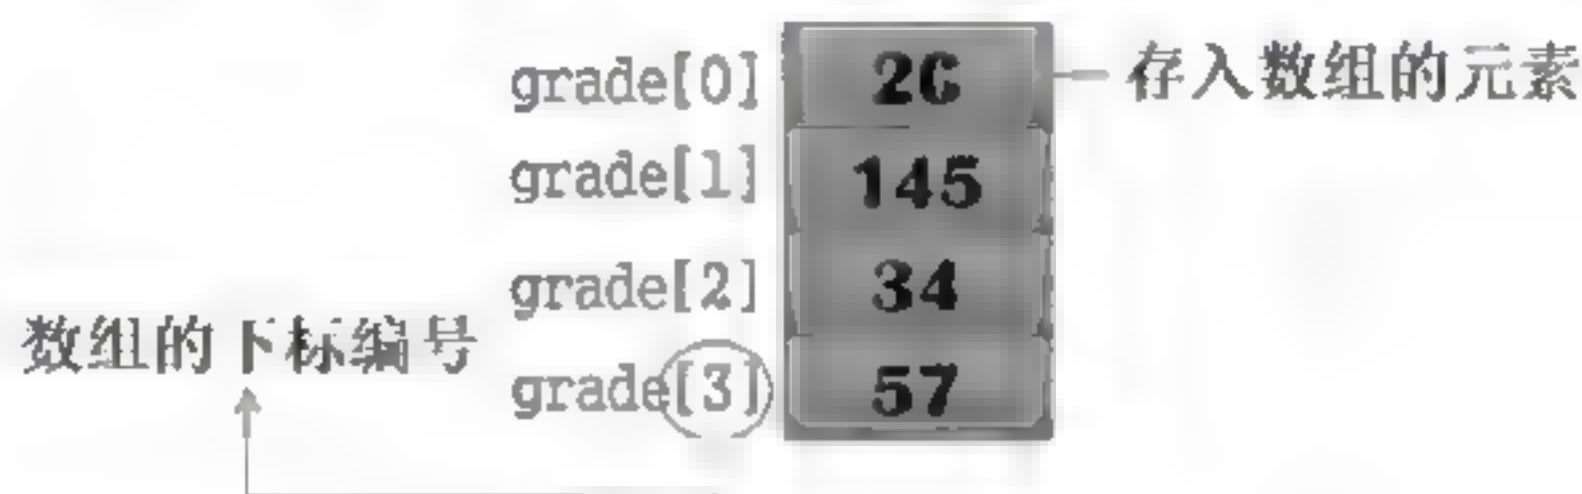 grade[0] 26 存入数组的元素
grade[1] 145
grade[2] 34
数组的下标编号
grade[3] 57